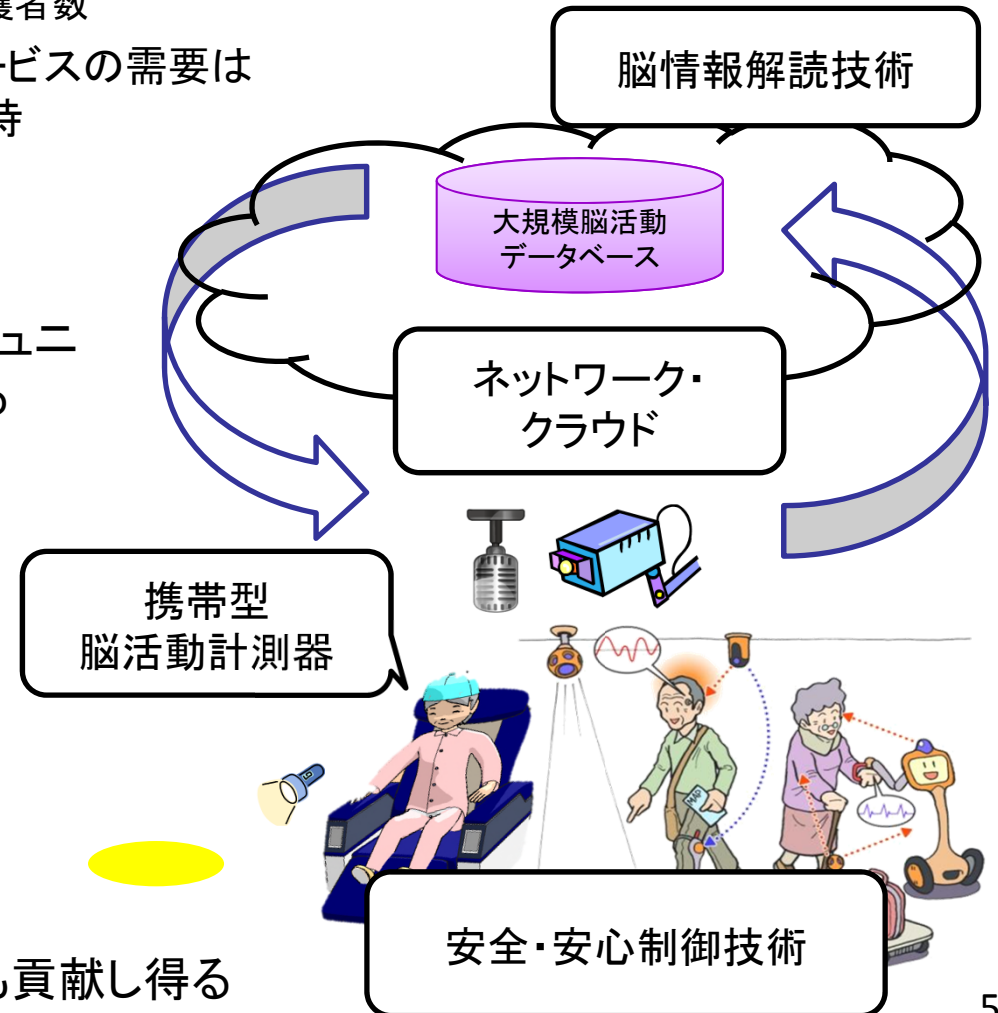 護者数
ービスの需要は
待
脳情報解読技術
大規模脳活動
データベース
ュニ
ネットワーク・
クラウド
携帯型
脳活動計測器
MAP
安全・安心制御技術
も貢献し得る
5